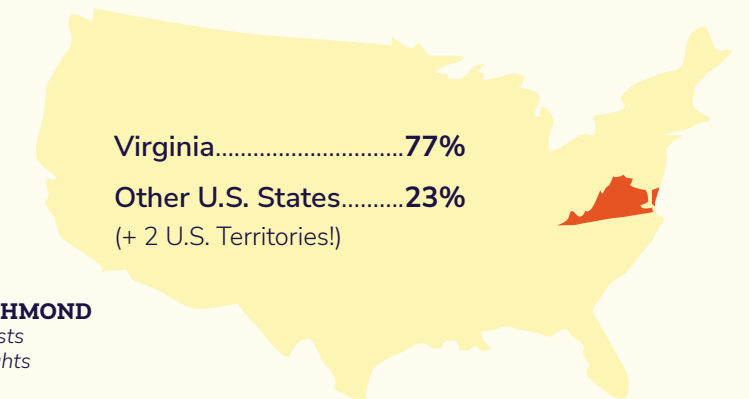 Virginia..............................77%
Other U.S. States..........23%
(+ 2 U.S. Territories!)
HMOND
sts
hts